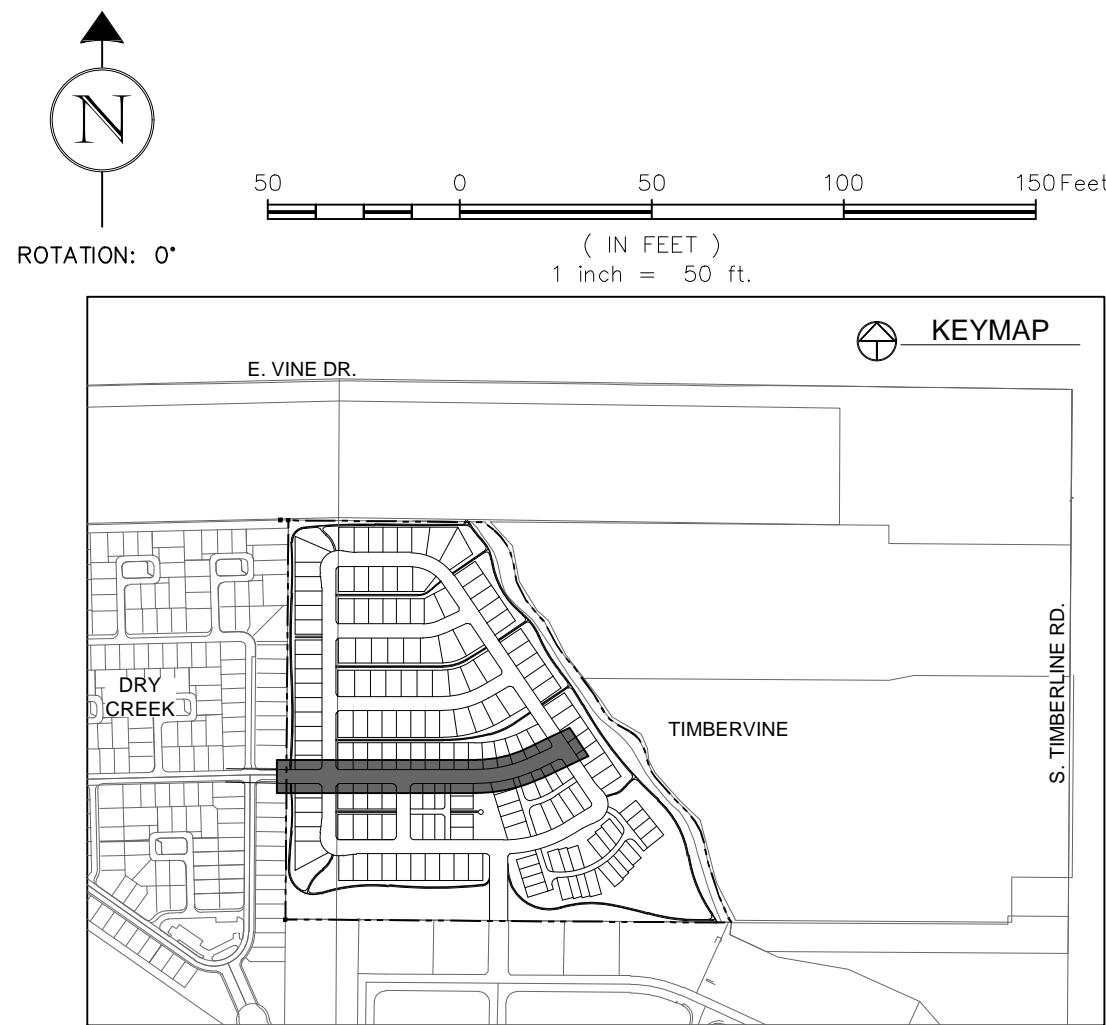 N
ROTATION: 0°
50 0 50 100 150 Feet
( IN FEET )
1 inch = 50 ft.
KEYMAP
E. VINE DR.
DRY
CREEK
TIMBERVINE
S. TIMBERLINE RD.